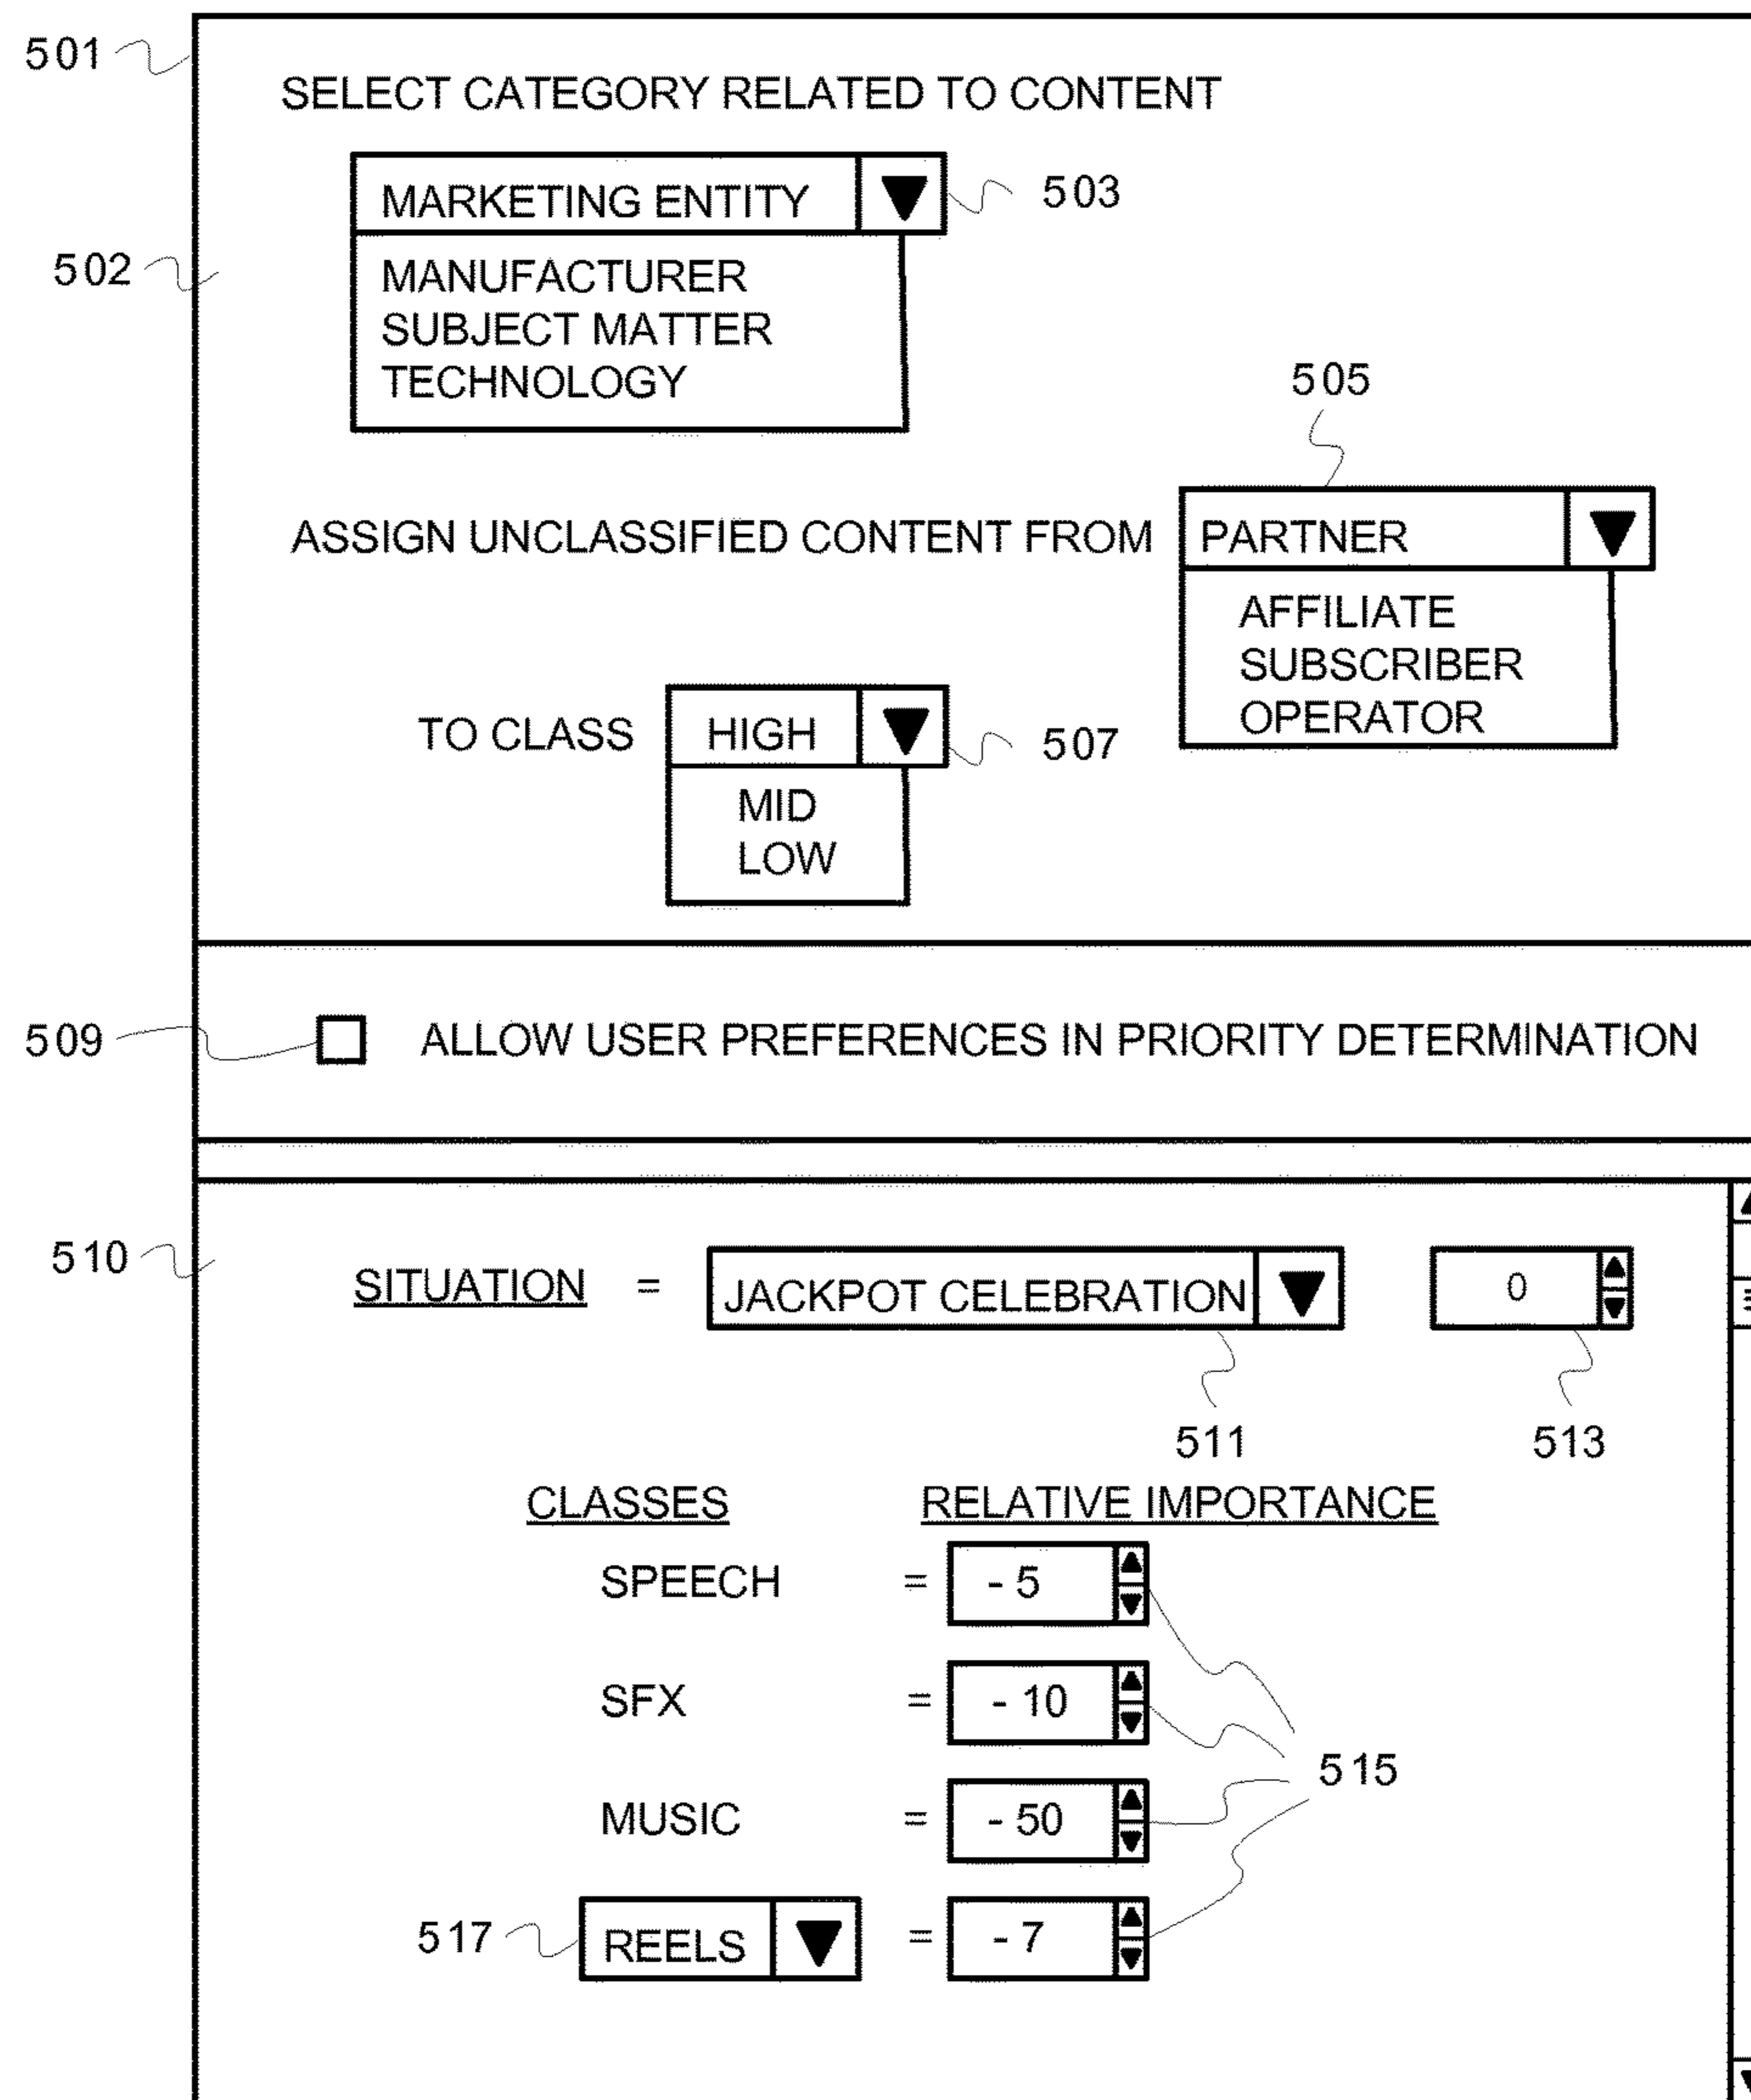 501
SELECT CATEGORY RELATED TO CONTENT
MARKETING ENTITY
503
502
MANUFACTURER
SUBJECT MATTER
TECHNOLOGY
505
ASSIGN UNCLASSIFIED CONTENT FROM PARTNER
AFFILIATE
SUBSCRIBER
OPERATOR
TO CLASS HIGH
507
MID
LOW
509
ALLOW USER PREFERENCES IN PRIORITY DETERMINATION
510
SITUATION = JACKPOT CELEBRATION 0
511 513
CLASSES RELATIVE IMPORTANCE
SPEECH = - 5
SFX = - 10
515
MUSIC = - 50
517 REELS = - 7